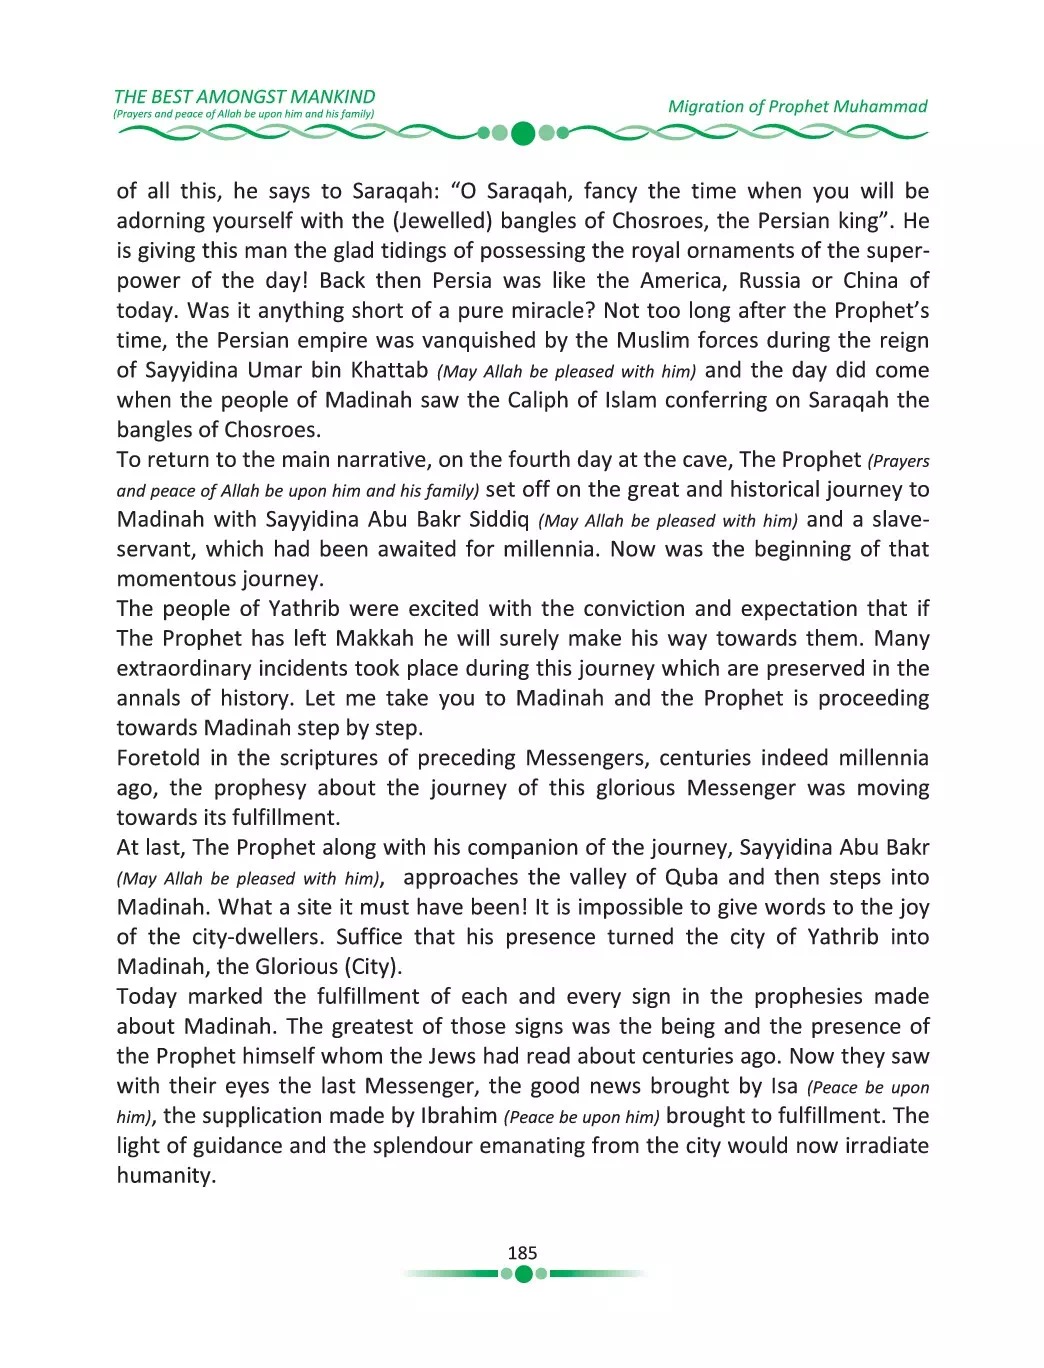 THE BEST AMONGST MANKIND
(Prayers and peace of Allah be upon him and his family)
Migration of Prophet Muhammad
of all this, he says to Saraqah: “O Saraqah, fancy the time when you will be
adorning yourself with the (Jewelled) bangles of Chosroes, the Persian king”. He
is giving this man the glad tidings of possessing the royal ornaments of the super-
power of the day! Back then Persia was like the America, Russia or China of
today. Was it anything short of a pure miracle? Not too long after the Prophet’s
time, the Persian empire was vanquished by the Muslim forces during the reign
of Sayyidina Umar bin Khattab (May Allah be pleased with him) and the day did come
when the people of Madinah saw the Caliph of Islam conferring on Saraqah the
bangles of Chosroes.
To return to the main narrative, on the fourth day at the cave, The Prophet (Prayers
and peace of Allah be upon him and his family) set off on the great and historical journey to
Madinah with Sayyidina Abu Bakr Siddiq (May Allah be pleased with him) and a slave-
servant, which had been awaited for millennia. Now was the beginning of that
momentous journey.
The people of Yathrib were excited with the conviction and expectation that if
The Prophet has left Makkah he will surely make his way towards them. Many
extraordinary incidents took place during this journey which are preserved in the
annals of history. Let me take you to Madinah and the Prophet is proceeding
towards Madinah step by step.
Foretold in the scriptures of preceding Messengers, centuries indeed millennia
ago, the prophesy about the journey of this glorious Messenger was moving
towards its fulfillment.
At last, The Prophet along with his companion of the journey, Sayyidina Abu Bakr
(May Allah be pleased with him), approaches the valley of Quba and then steps into
Madinah. What a site it must have been! It is impossible to give words to the joy
of the city-dwellers. Suffice that his presence turned the city of Yathrib into
Madinah, the Glorious (City).
Today marked the fulfillment of each and every sign in the prophesies made
about Madinah. The greatest of those signs was the being and the presence of
the Prophet himself whom the Jews had read about centuries ago. Now they saw
with their eyes the last Messenger, the good news brought by Isa (Peace be upon
him), the supplication made by Ibrahim (Peace be upon him) brought to fulfillment. The
light of guidance and the splendour emanating from the city would now irradiate
humanity.
185